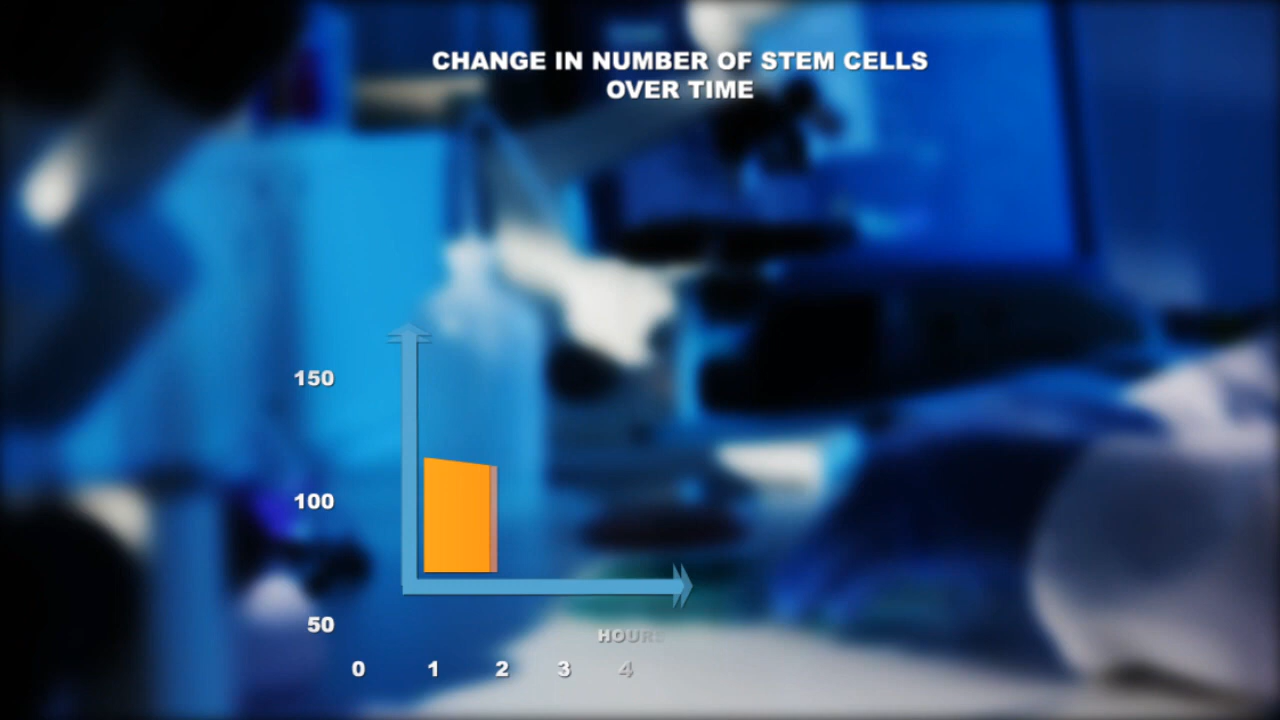 CHANGE IN NUMBER OF STEM CELLS
OVER TIME
150
100
50
HOURS
0 1 2 3 4